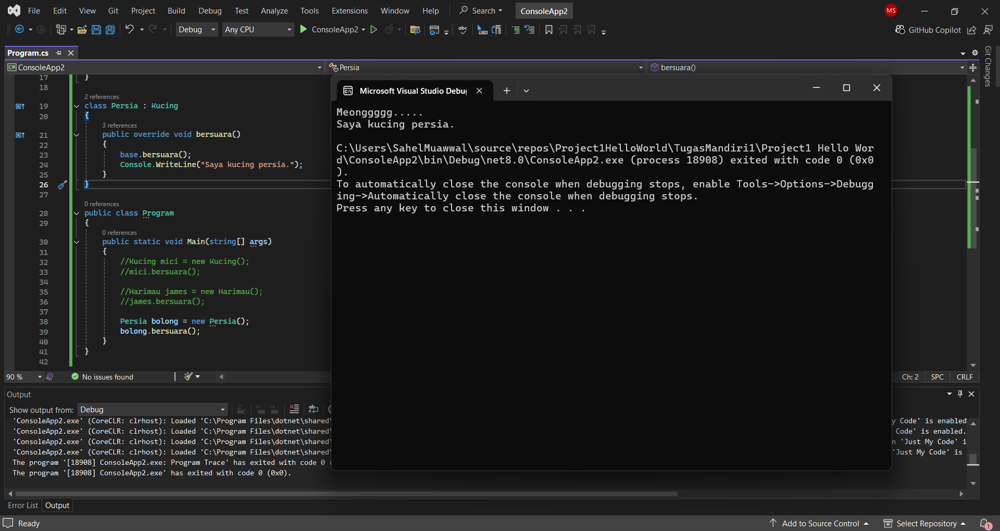 File Edit View Git Project Build Debug Test Analyze Tools Extensions Window Help Search ConsoleApp2 MS
Debug Any CPU ConsoleApp2 abc GitHub Copilot
Program.cs
C# ConsoleApp2 Persia bersuara()
Git Changes
17 }
18
2 references
19 class Persia : Kucing
20 {
3 references
21 public override void bersuara()
22 {
23 base.bersuara();
24 Console.WriteLine("Saya kucing persia.");
25 }
26 }
27
0 references
28 public class Program
29 {
0 references
30 public static void Main(string[] args)
31 {
32 //Kucing mici = new Kucing();
33 //mici.bersuara();
34
35 //Harimau james = new Harimau();
36 //james.bersuara();
37
38 Persia bolong = new Persia();
39 bolong.bersuara();
40 }
41 }
42
Microsoft Visual Studio Debu
Meonggggg.....
Saya kucing persia.
C:\Users\SahelMuawwal\source\repos\Project1HelloWorld\TugasMandiri1\Project1 Hello Wor
d\ConsoleApp2\bin\Debug\net8.0\ConsoleApp2.exe (process 18908) exited with code 0 (0x0
).
To automatically close the console when debugging stops, enable Tools->Options->Debugg
ing->Automatically close the console when debugging stops.
Press any key to close this window . . .
90 % No issues found Ch: 2 SPC CRLF
Output
Show output from: Debug
'ConsoleApp2.exe' (CoreCLR: clrhost): Loaded 'C:\Program Files\dotnet\shared\ y Code' is enabled
'ConsoleApp2.exe' (CoreCLR: clrhost): Loaded 'C:\Program Files\dotnet\shared\ Code' is enabled.
'ConsoleApp2.exe' (CoreCLR: clrhost): Loaded 'C:\Program Files\dotnet\shared\ n 'Just My Code' i
'ConsoleApp2.exe' (CoreCLR: clrhost): Loaded 'C:\Program Files\dotnet\shared\ 'Just My Code' is
The program '[18908] ConsoleApp2.exe: Program Trace' has exited with code 0 (
The program '[18908] ConsoleApp2.exe' has exited with code 0 (0x0).
Error List Output
Ready Add to Source Control Select Repository 1